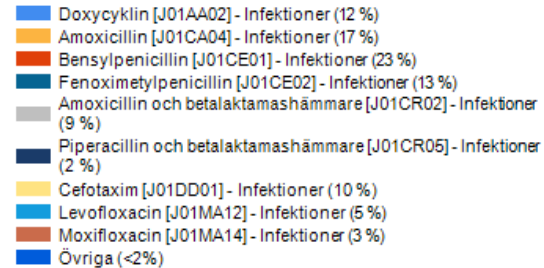 Doxycyklin [J01AA02] - Infektioner (12 %)
Amoxicillin [J01CA04] - Infektioner (17 %)
Bensylpenicillin [J01CE01] - Infektioner (23 %)
Fenoximetylpenicillin [J01CE02] - Infektioner (13 %)
Amoxicillin och betalaktamashämmare [J01CR02] - Infektioner
(9 %)
Piperacillin och betalaktamashämmare [J01CR05] - Infektioner
(2 %)
Cefotaxim [J01DD01] - Infektioner (10 %)
Levofloxacin [J01MA12] - Infektioner (5 %)
Moxifloxacin [J01MA14] - Infektioner (3 %)
Övriga (<2%)